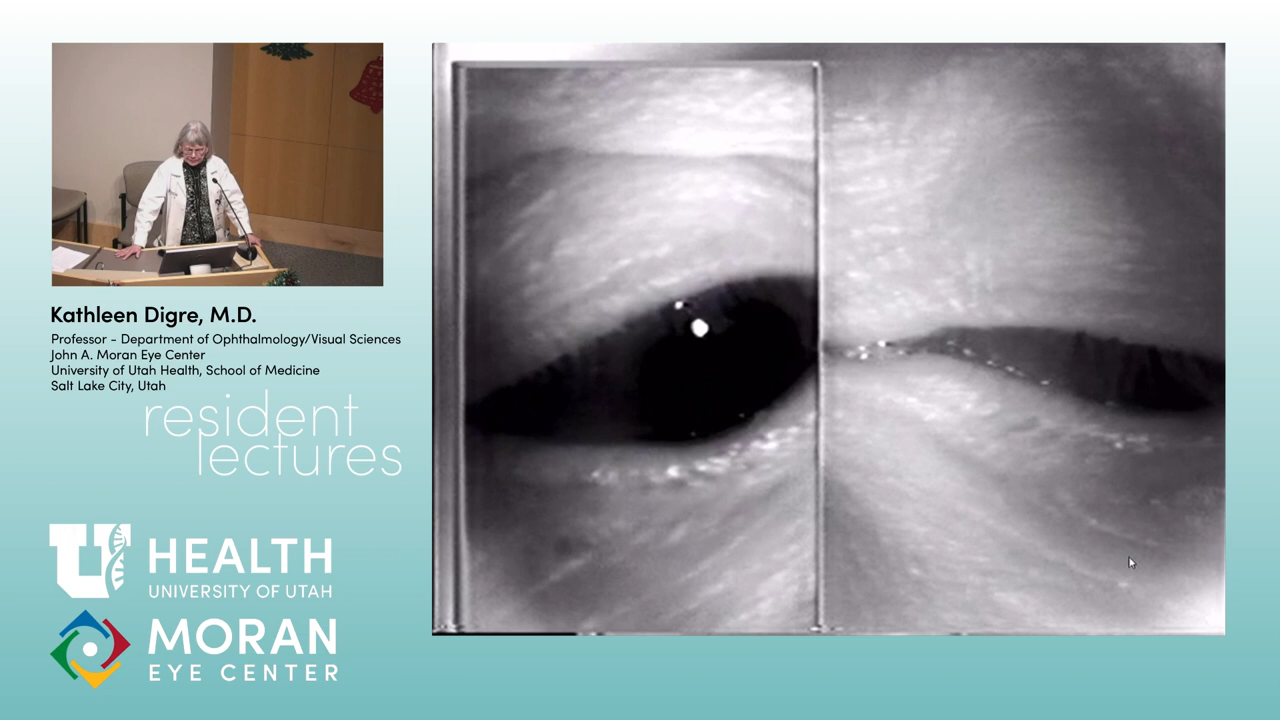 Kathleen Digre, M.D.
Professor - Department of Ophthalmology/Visual Sciences
John A. Moran Eye Center
University of Utah Health, School of Medicine
Salt Lake City, Utah
resident
lectures
U HEALTH
UNIVERSITY OF UTAH
MORAN
EYE CENTER